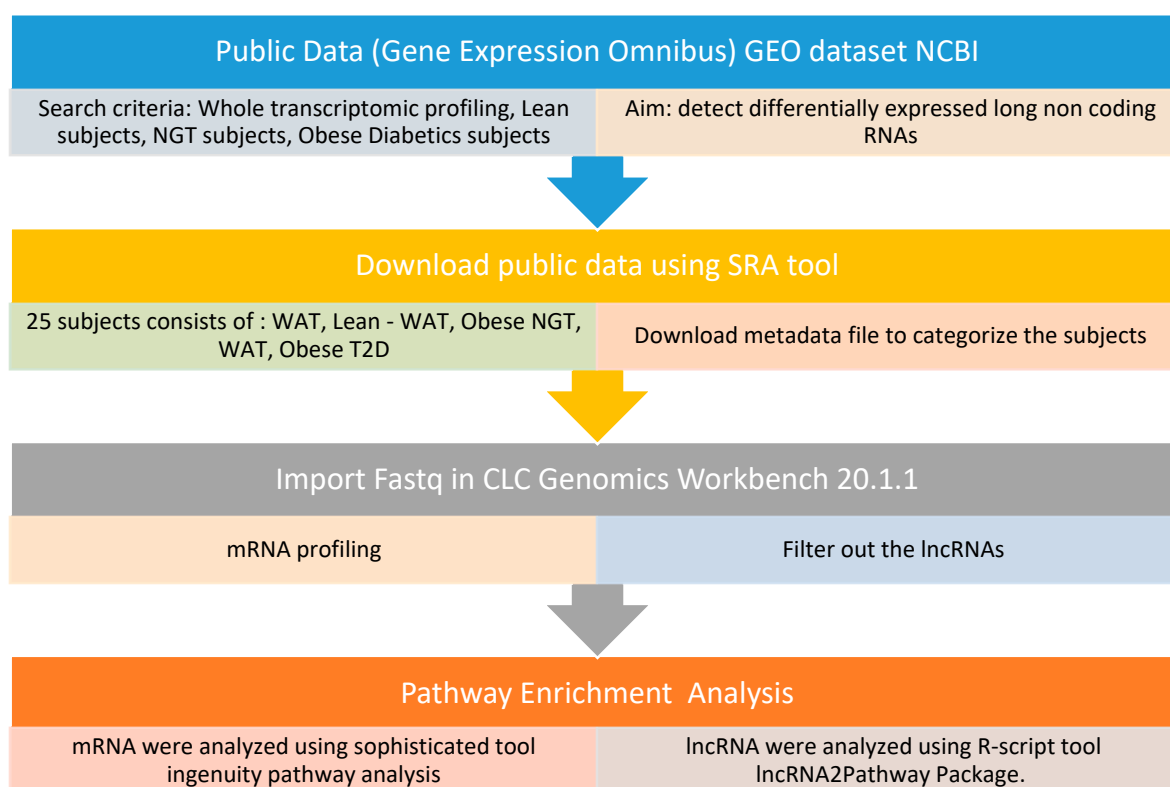 Public Data (Gene Expression Omnibus) GEO dataset NCBI
Search criteria: Whole transcriptomic profiling, Lean
subjects, NGT subjects, Obese Diabetics subjects
Aim: detect differentially expressed long non coding
RNAs
Download public data using SRA tool
25 subjects consists of : WAT, Lean - WAT, Obese NGT,
WAT, Obese T2D
Download metadata file to categorize the subjects
Import Fastq in CLC Genomics Workbench 20.1.1
mRNA profiling
Filter out the lncRNAs
Pathway Enrichment Analysis
mRNA were analyzed using sophisticated tool
ingenuity pathway analysis
lncRNA were analyzed using R-script tool
lncRNA2Pathway Package.